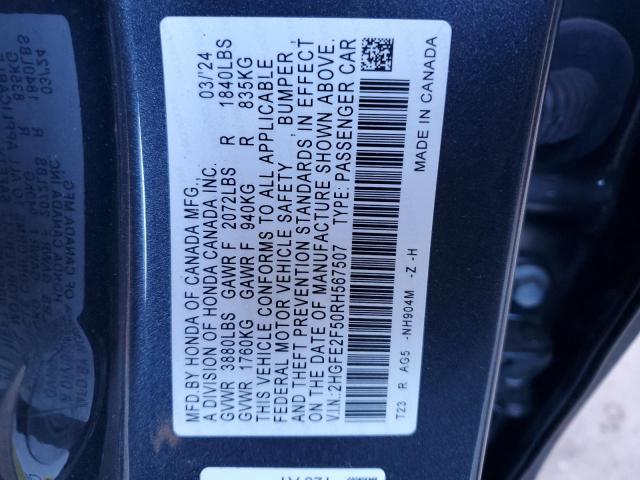 MFD.BY HONDA OF CANADA MFG. 03/'24
A DIVISION OF HONDA CANADA INC.
GVWR 3880LBS GAWR F 2072LBS R 1840LBS
GVWR 1760KG GAWR F 940KG R 835KG
THIS VEHICLE CONFORMS TO ALL APPLICABLE
FEDERAL MOTOR VEHICLE SAFETY , BUMPER ,
AND THEFT PREVENTION STANDARDS IN EFFECT
ON THE DATE OF MANUFACTURE SHOWN ABOVE.
V.I.N.:2HGFE2F50RH667507 TYPE: PASSENGER CAR
T23 R AG5 -NH904M -Z -H
MADE IN CANADA